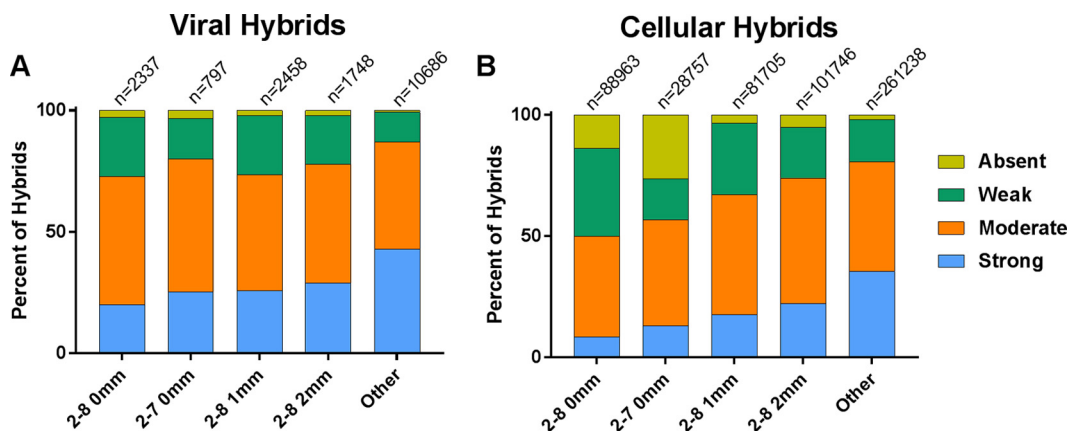 Viral Hybrids
A
n=2337
n=797
n=2458
n=1748
n=10686
Percent of Hybrids
100
50
0
2-8 0mm
2-7 0mm
2-8 1mm
2-8 2mm
Other
Cellular Hybrids
B
n=88963
n=28757
n=81705
n=101746
n=261238
Percent of Hybrids
100
50
0
2-8 0mm
2-7 0mm
2-8 1mm
2-8 2mm
Other
Absent
Weak
Moderate
Strong